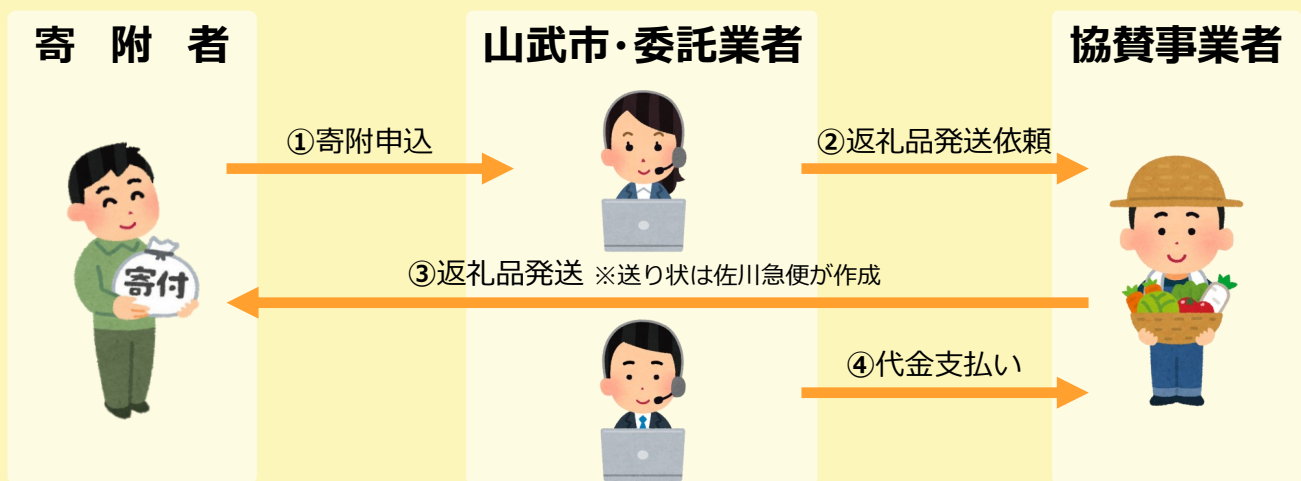 寄 附 者
山武市・委託業者
協賛事業者
①寄附申込
②返礼品発送依頼
③返礼品発送 ※送り状は佐川急便が作成
寄付
④代金支払い